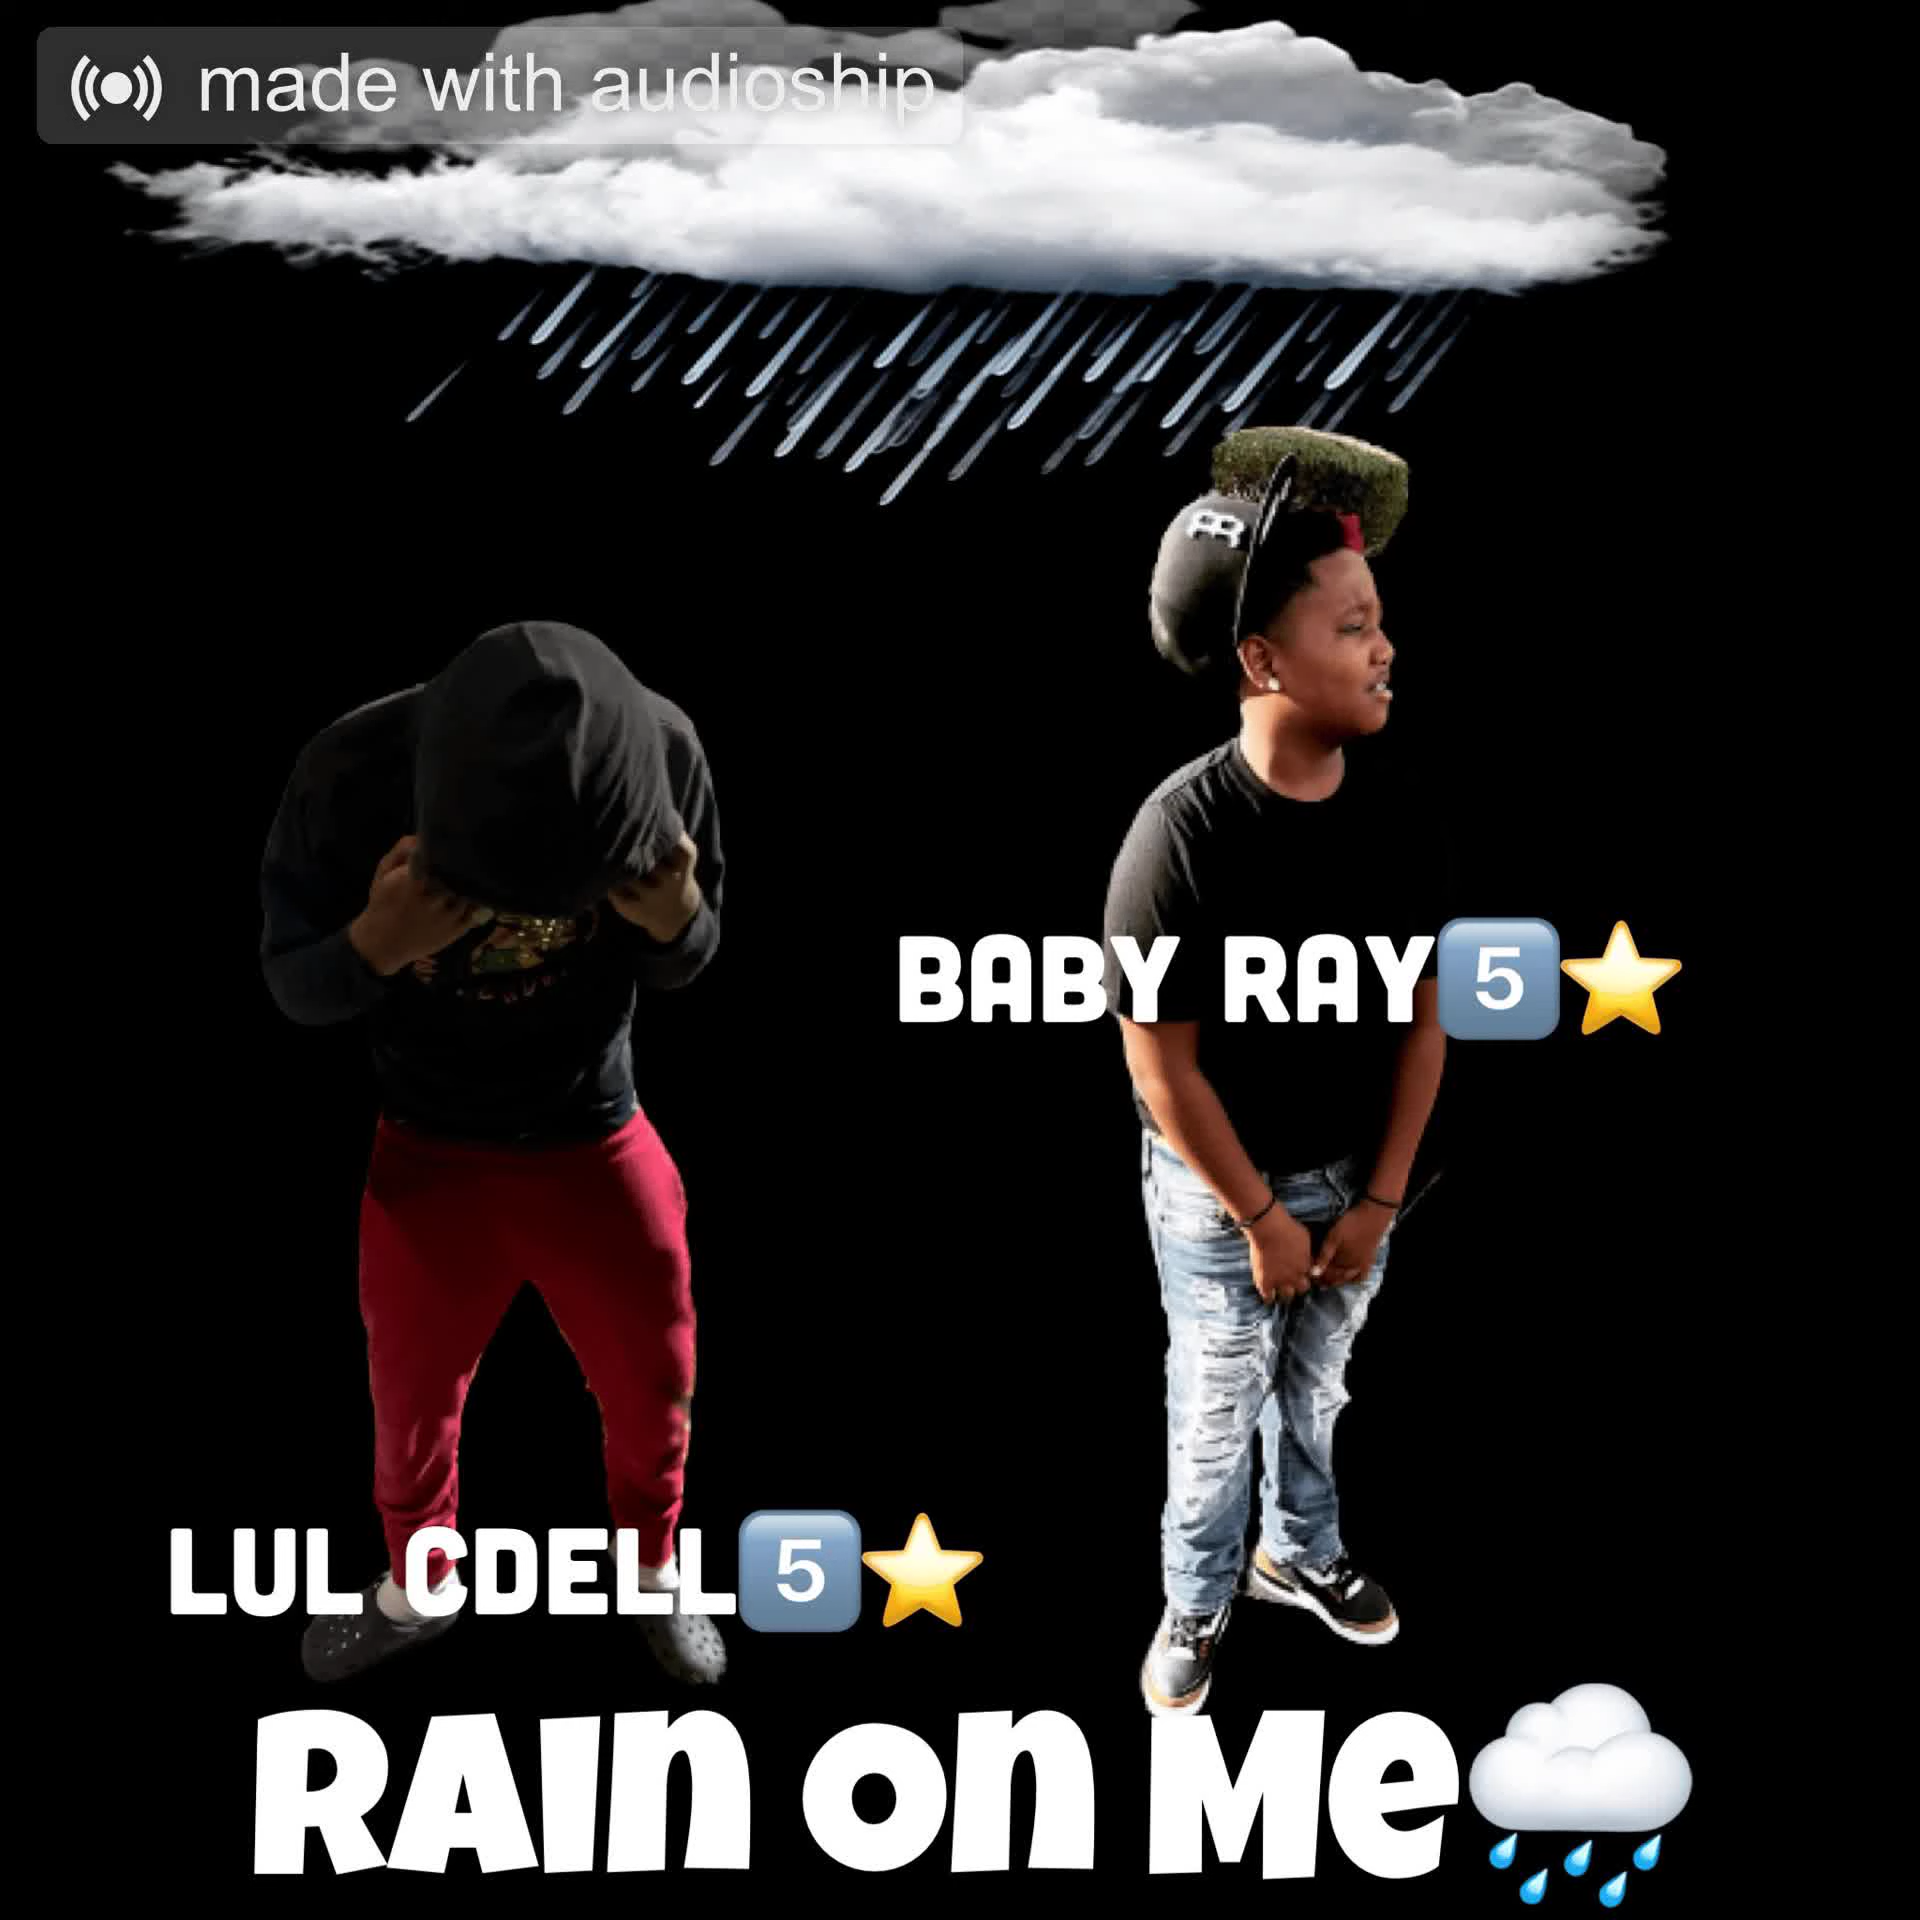 made with audioship
BABY RAY5️⃣⭐
LUL CDELL5️⃣⭐
RAIn On Me🌧️